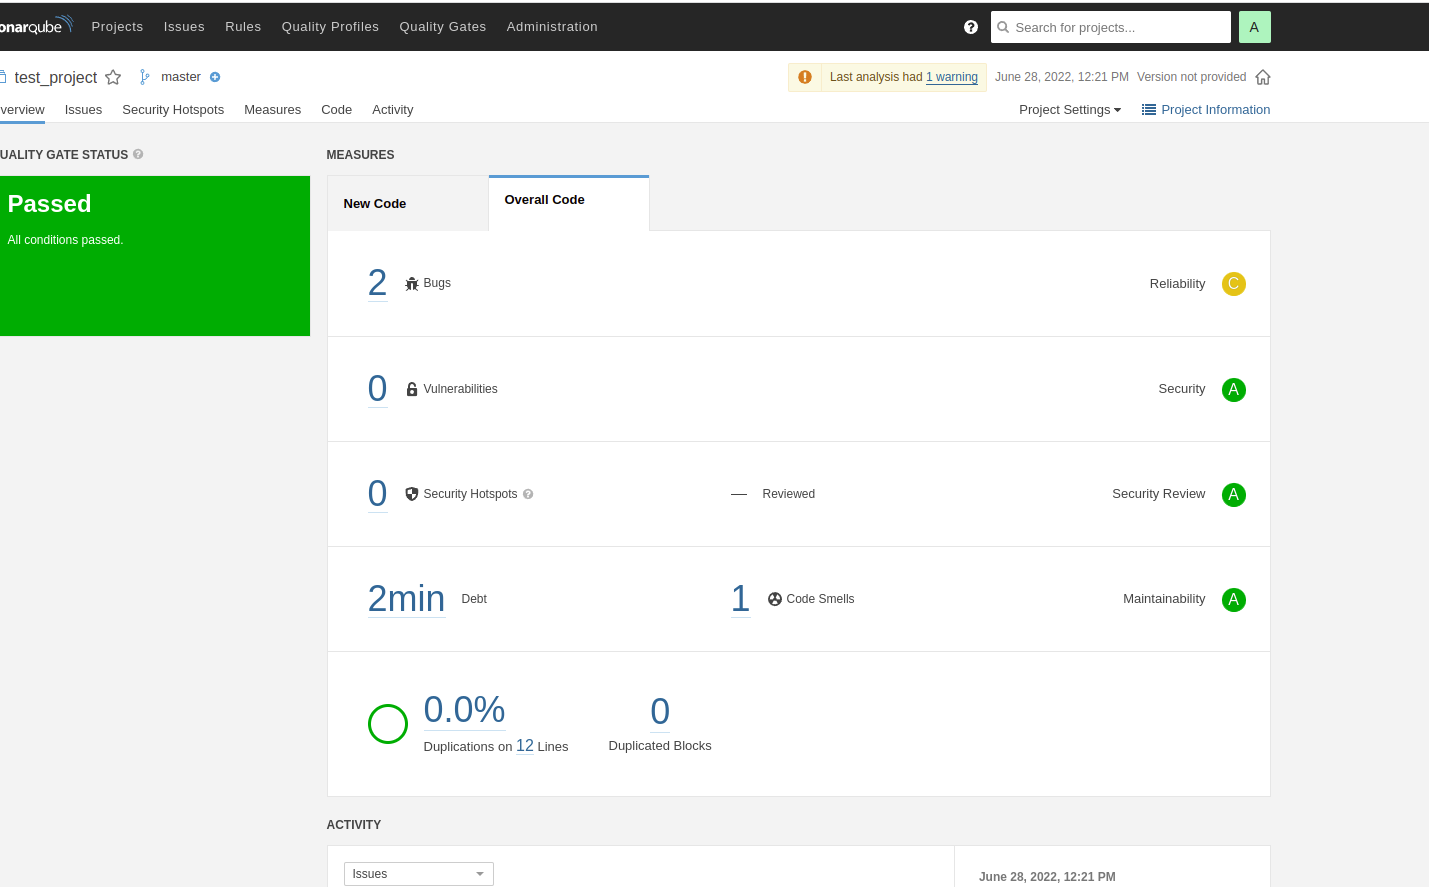 onarqube Projects Issues Rules Quality Profiles Quality Gates Administration Search for projects... A
test_project master Last analysis had 1 warning June 28, 2022, 12:21 PM Version not provided
verview Issues Security Hotspots Measures Code Activity Project Settings Project Information
UALITY GATE STATUS ?
MEASURES
Passed
All conditions passed.
New Code
Overall Code
2 Bugs Reliability C
0 Vulnerabilities Security A
0 Security Hotspots ? — Reviewed Security Review A
2min Debt 1 Code Smells Maintainability A
0.0% 0
Duplications on 12 Lines Duplicated Blocks
ACTIVITY
Issues
June 28, 2022, 12:21 PM